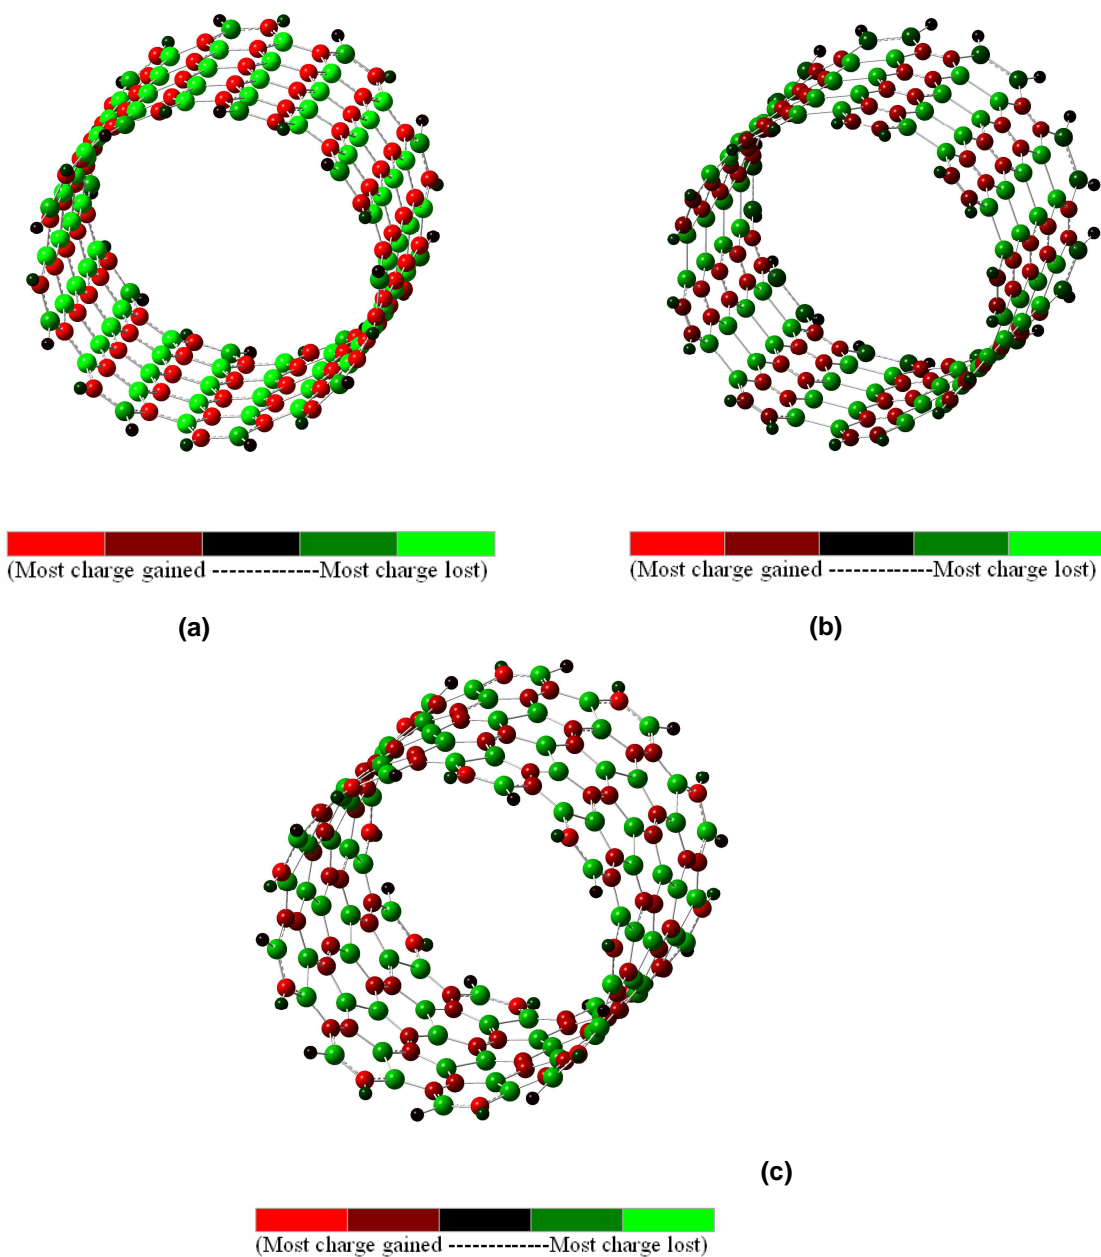 (Most charge gained --------------Most charge lost)
(Most charge gained --------------Most charge lost)
(a)
(b)
(c)
(Most charge gained --------------Most charge lost)